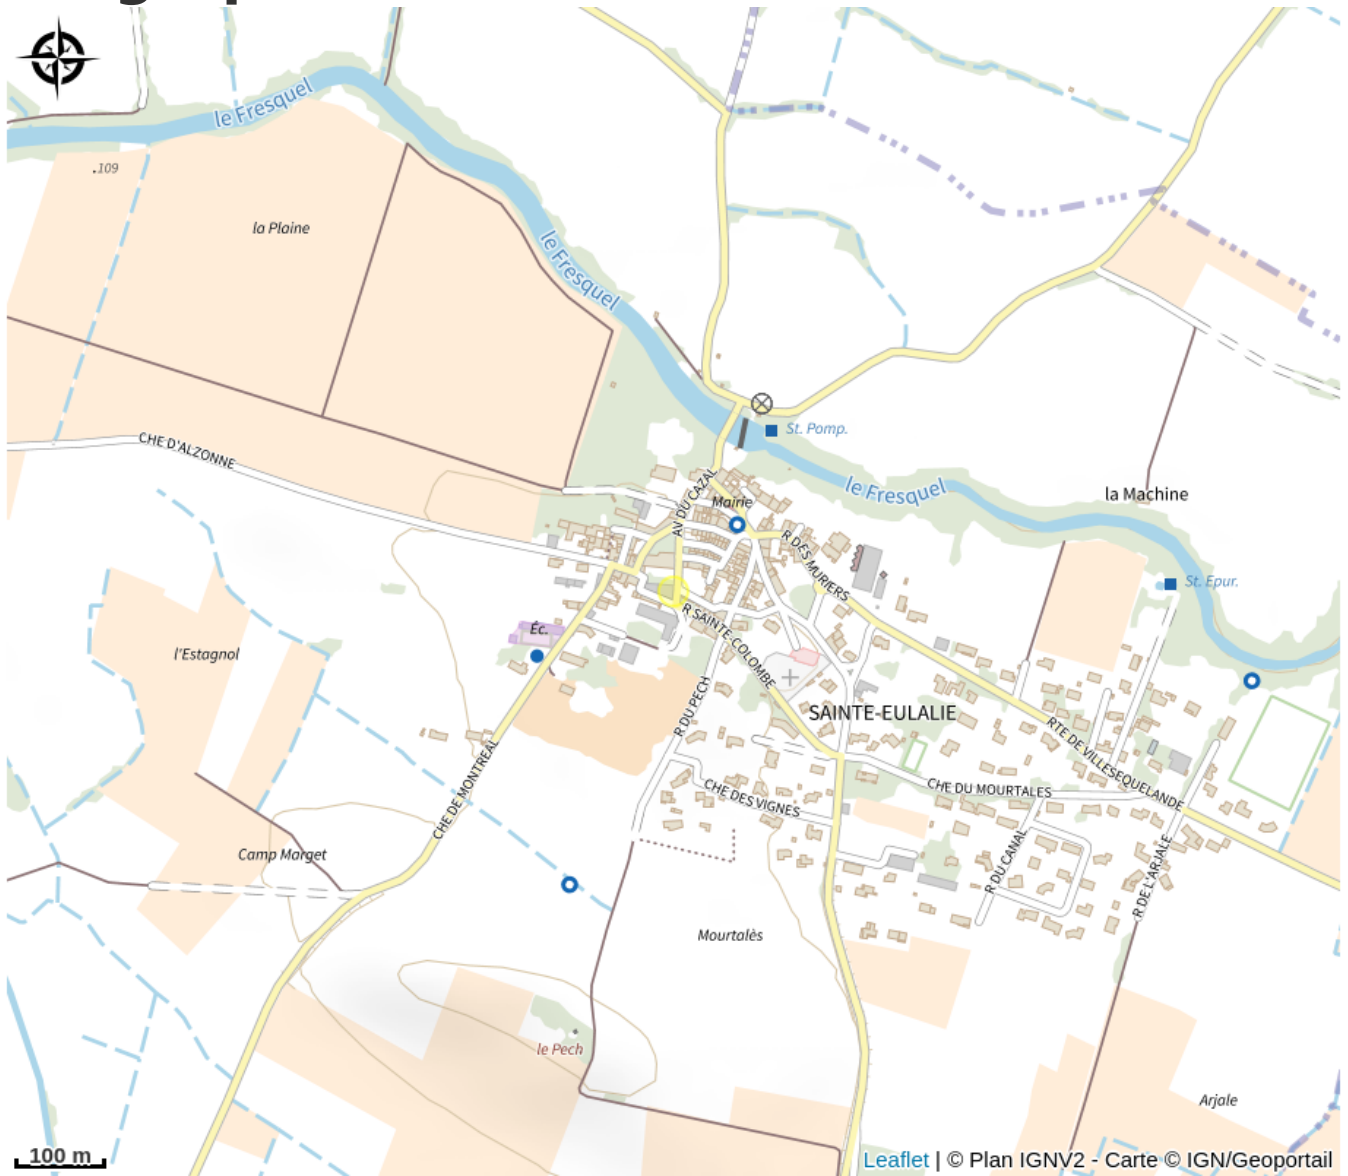 le Fresquel
.109
la Plaine
le Fresquel
St. Pomp.
CHE D'ALZONNE
AV DU CAZAL
Mairie
le Fresquel
la Machine
R DES MURIERS
St. Epur.
R SAINTE-COLOMBE
Éc.
l'Estagnol
R DU PECH
SAINTE-EULALIE
RTE DE VILLESEQUELANDE
CHE DE MONTREAL
CHE DES VIGNES
CHE DU MOURTALES
Camp Marget
R DU CANAL
R DE L'ARJALE
Mourtalès
le Pech
Arjale
100 m
Leaflet | © Plan IGNV2 - Carte © IGN/Geoportail